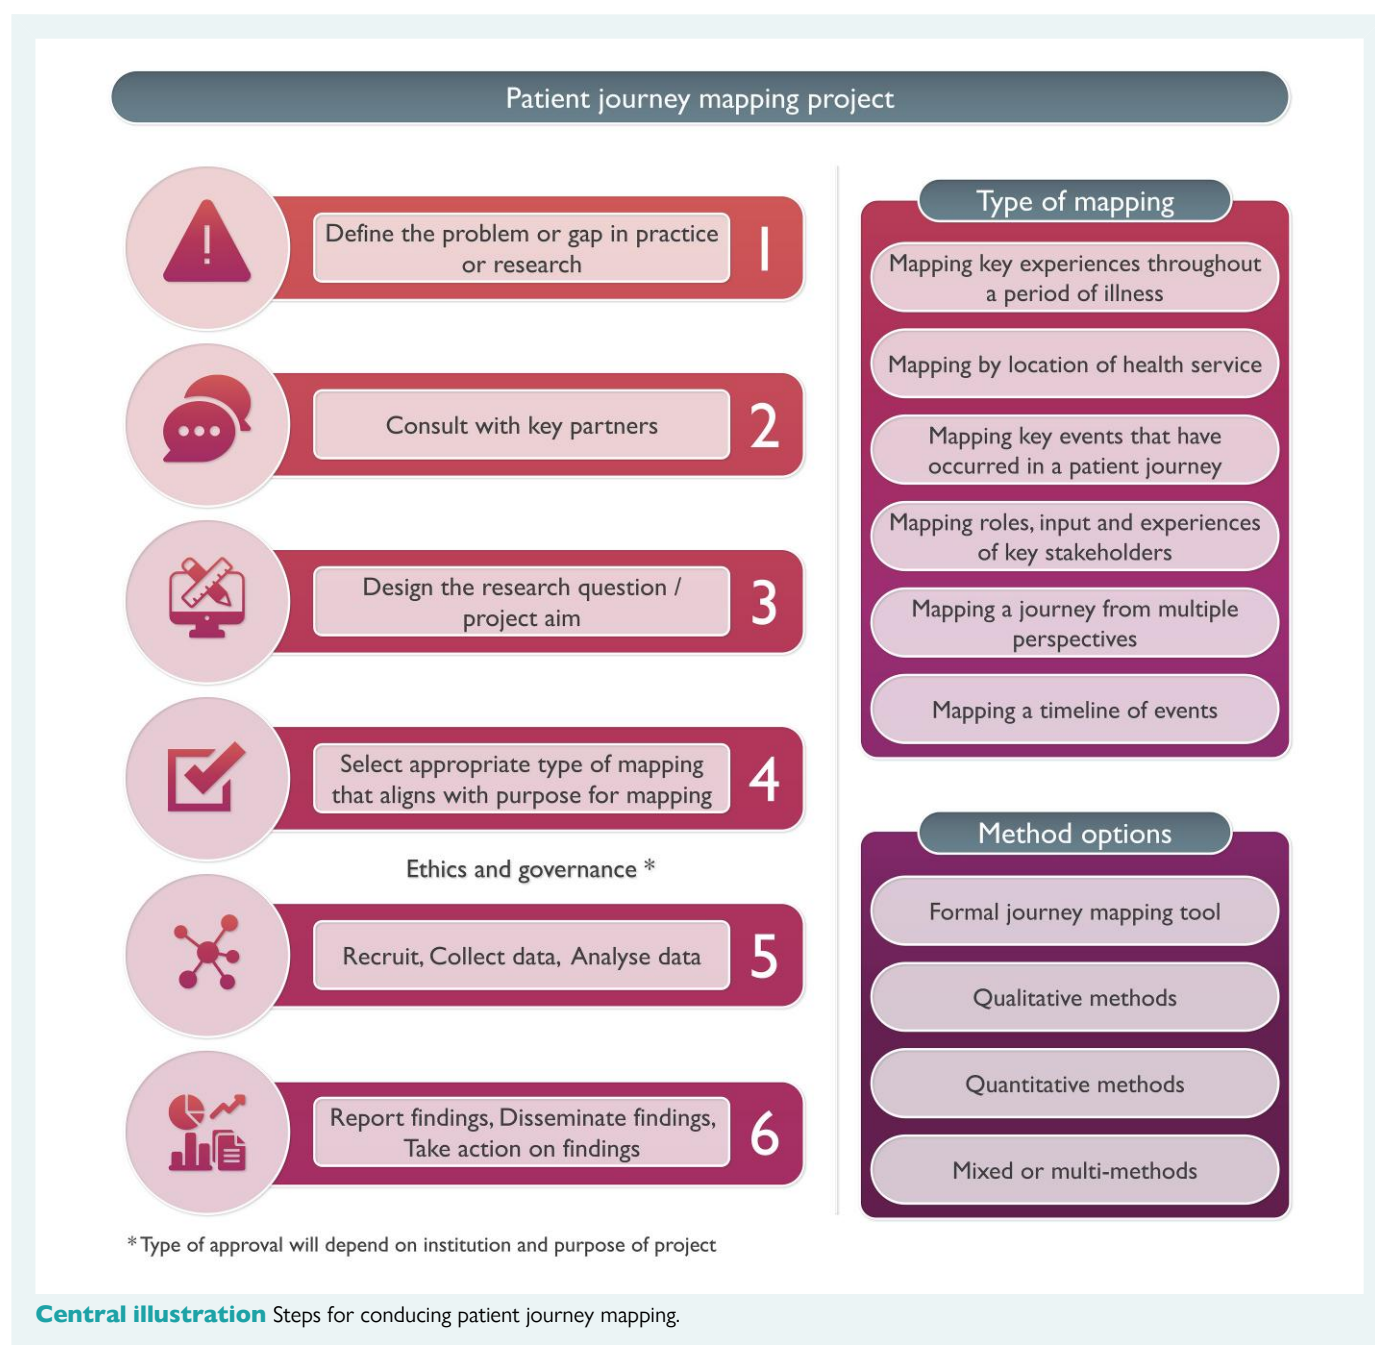 Patient journey mapping project
Define the problem or gap in practice
or research
1
Consult with key partners
2
Design the research question /
project aim
3
Select appropriate type of mapping
that aligns with purpose for mapping
4
Ethics and governance *
Recruit, Collect data, Analyse data
5
Report findings, Disseminate findings,
Take action on findings
6
* Type of approval will depend on institution and purpose of project
Type of mapping
Mapping key experiences throughout
a period of illness
Mapping by location of health service
Mapping key events that have
occurred in a patient journey
Mapping roles, input and experiences
of key stakeholders
Mapping a journey from multiple
perspectives
Mapping a timeline of events
Method options
Formal journey mapping tool
Qualitative methods
Quantitative methods
Mixed or multi-methods
Central illustration Steps for conducing patient journey mapping.